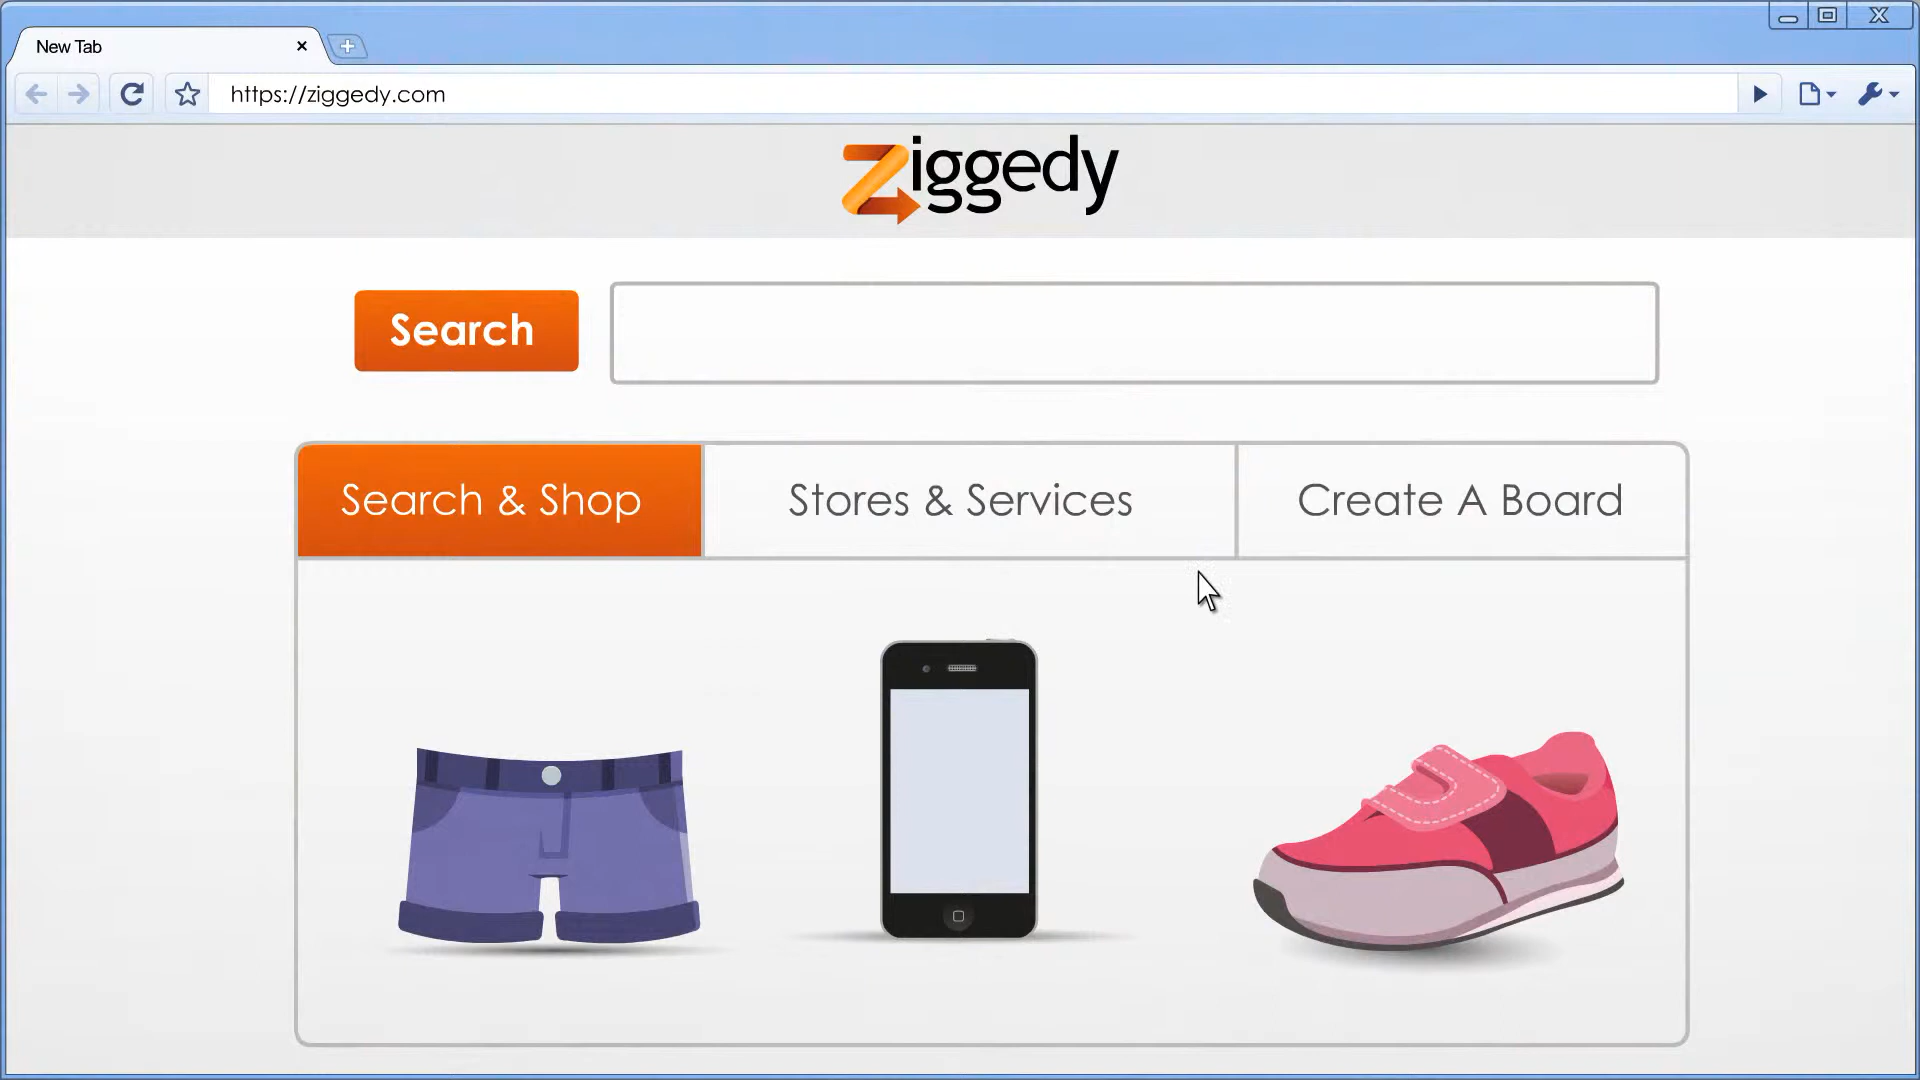 New Tab
https://ziggedy.com
Ziggedy
Search
Search & Shop
Stores & Services
Create A Board